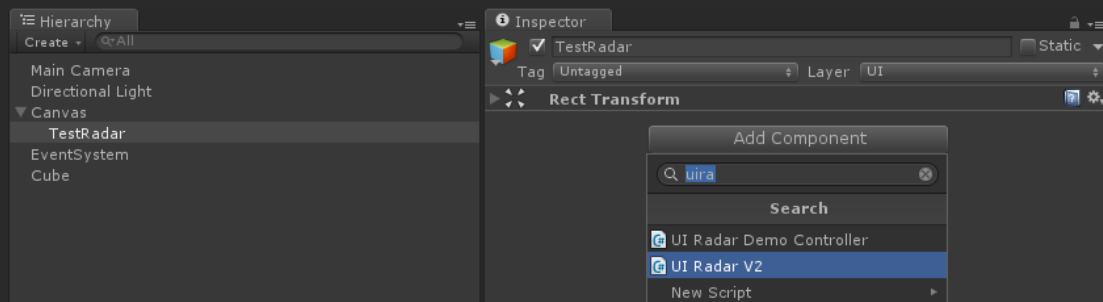 Hierarchy
Create
All
Main Camera
Directional Light
Canvas
TestRadar
EventSystem
Cube
Inspector
TestRadar
Static
Tag Untagged Layer UI
Rect Transform
Add Component
uira
Search
UI Radar Demo Controller
UI Radar V2
New Script